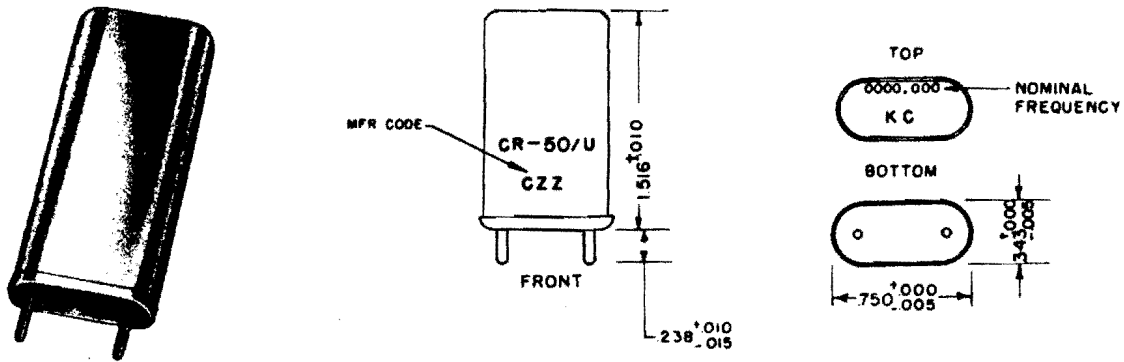 MFR CODE
CR-50/U
CZZ
1.516 ±.010
FRONT
.238 +.010
-.015
TOP
0000.000
KC
NOMINAL
FREQUENCY
BOTTOM
.343 +.000
-.005
.750 +.000
-.005